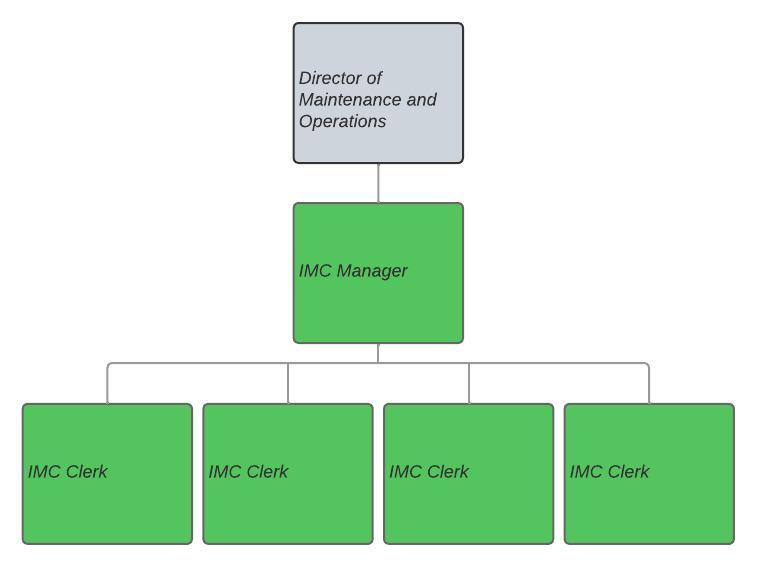 Director of
Maintenance and
Operations
IMC Manager
IMC Clerk
IMC Clerk
IMC Clerk
IMC Clerk